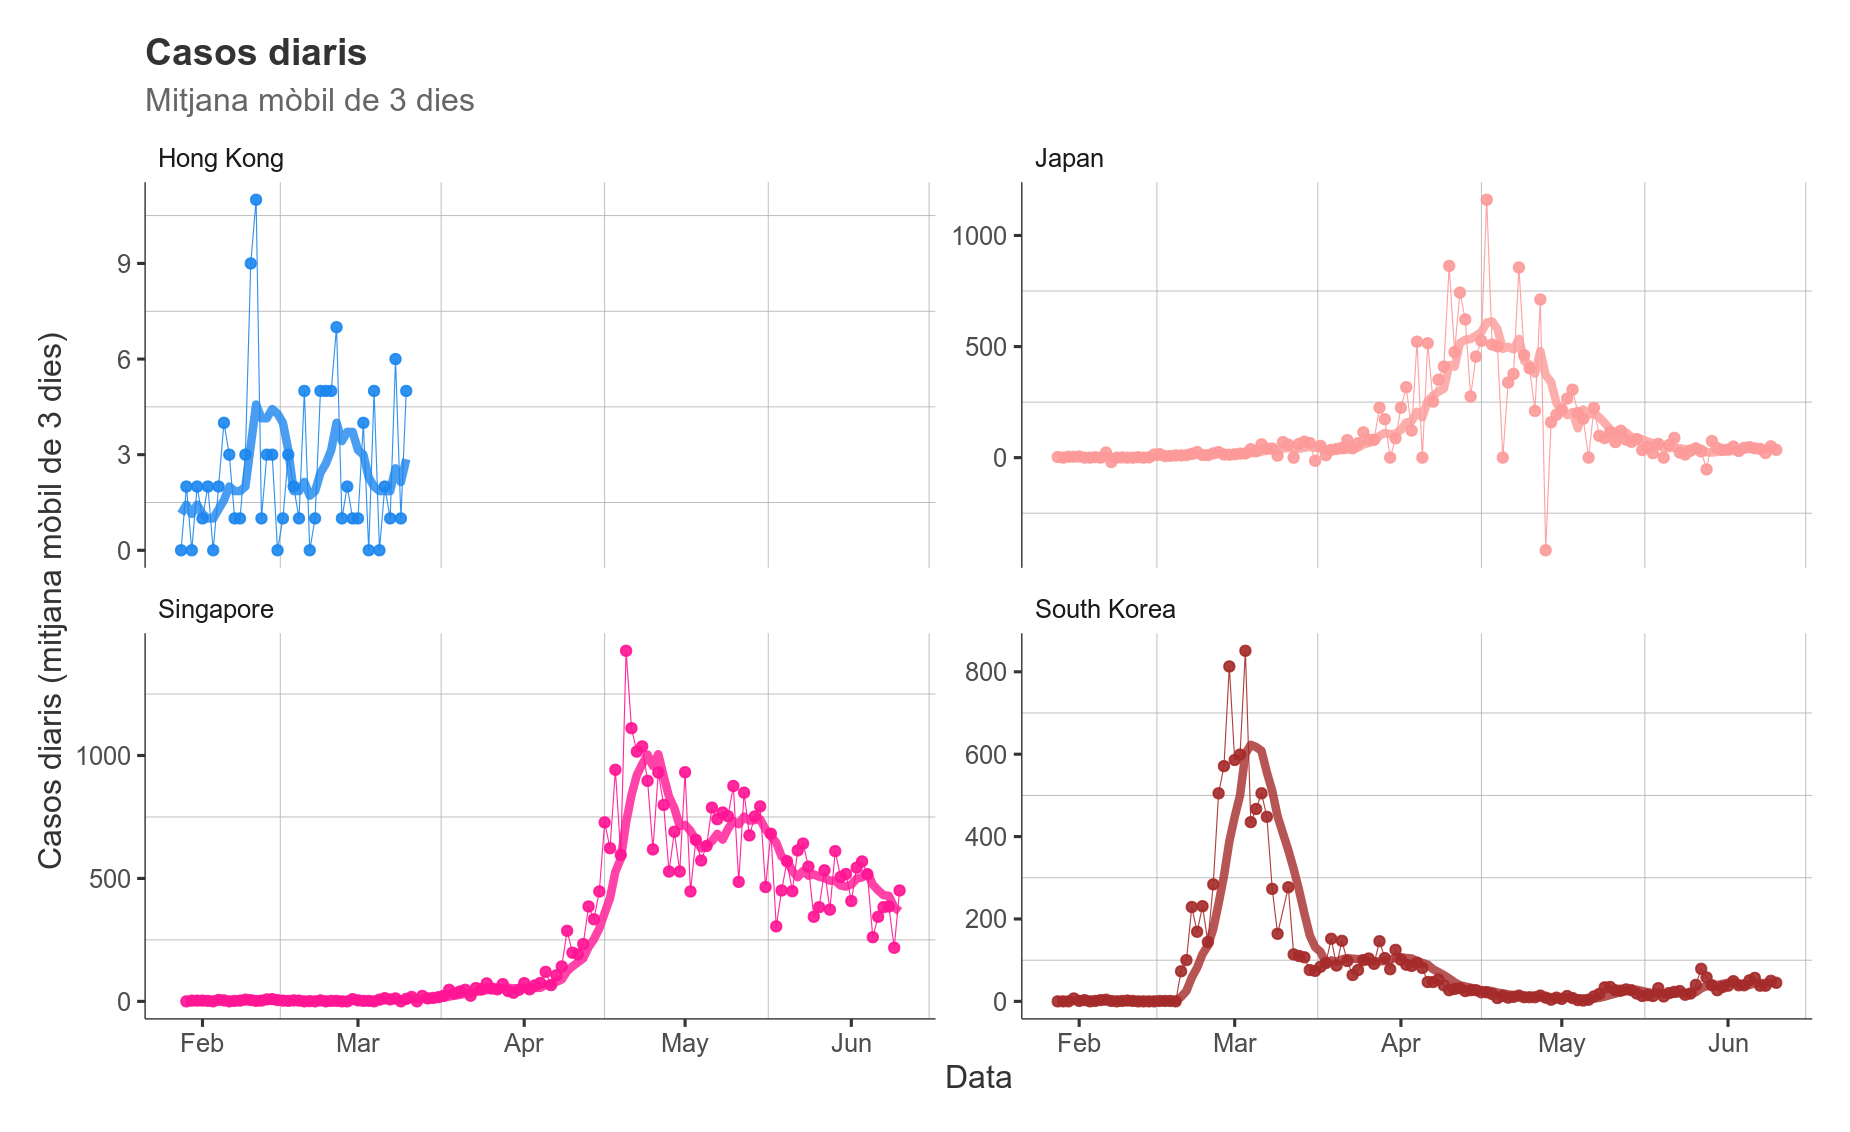 Casos diaris
Mitjana mòbil de 3 dies
Casos diaris (mitjana mòbil de 3 dies)
Hong Kong
9
6
3
0
Japan
1000
500
0
Singapore
1000
500
0
Feb Mar Apr May Jun
South Korea
800
600
400
200
0
Feb Mar Apr May Jun
Data